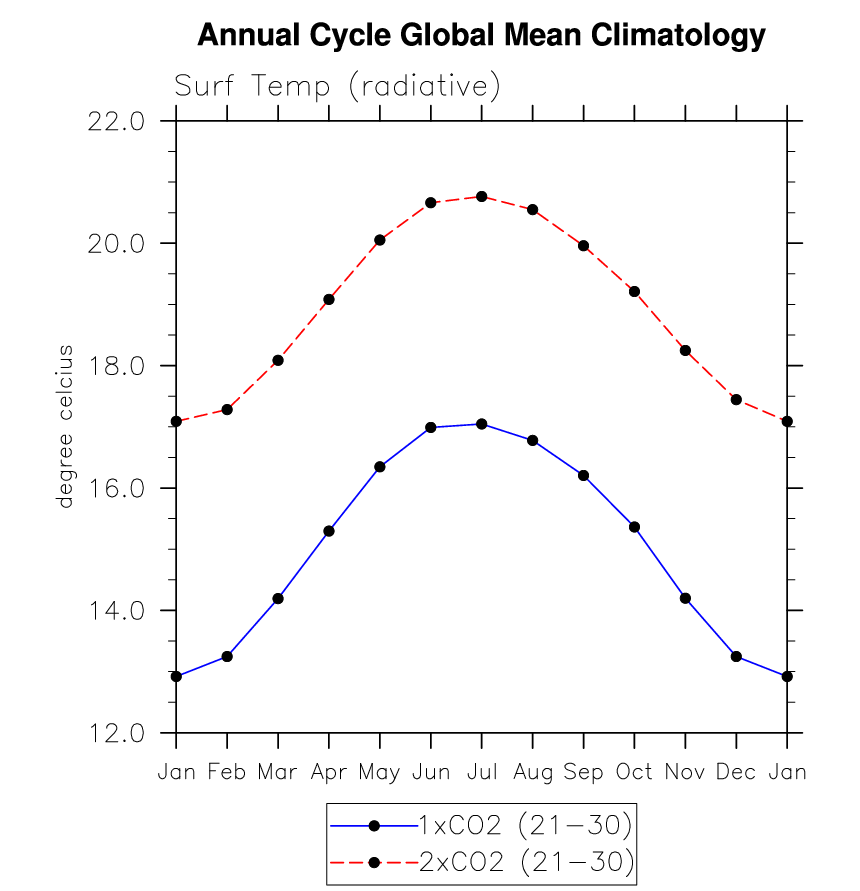 Annual Cycle Global Mean Climatology
Surf Temp (radiative)
22.0
20.0
18.0
16.0
14.0
12.0
degree celcius
Jan Feb Mar Apr May Jun Jul Aug Sep Oct Nov Dec Jan
1xCO2 (21-30)
2xCO2 (21-30)